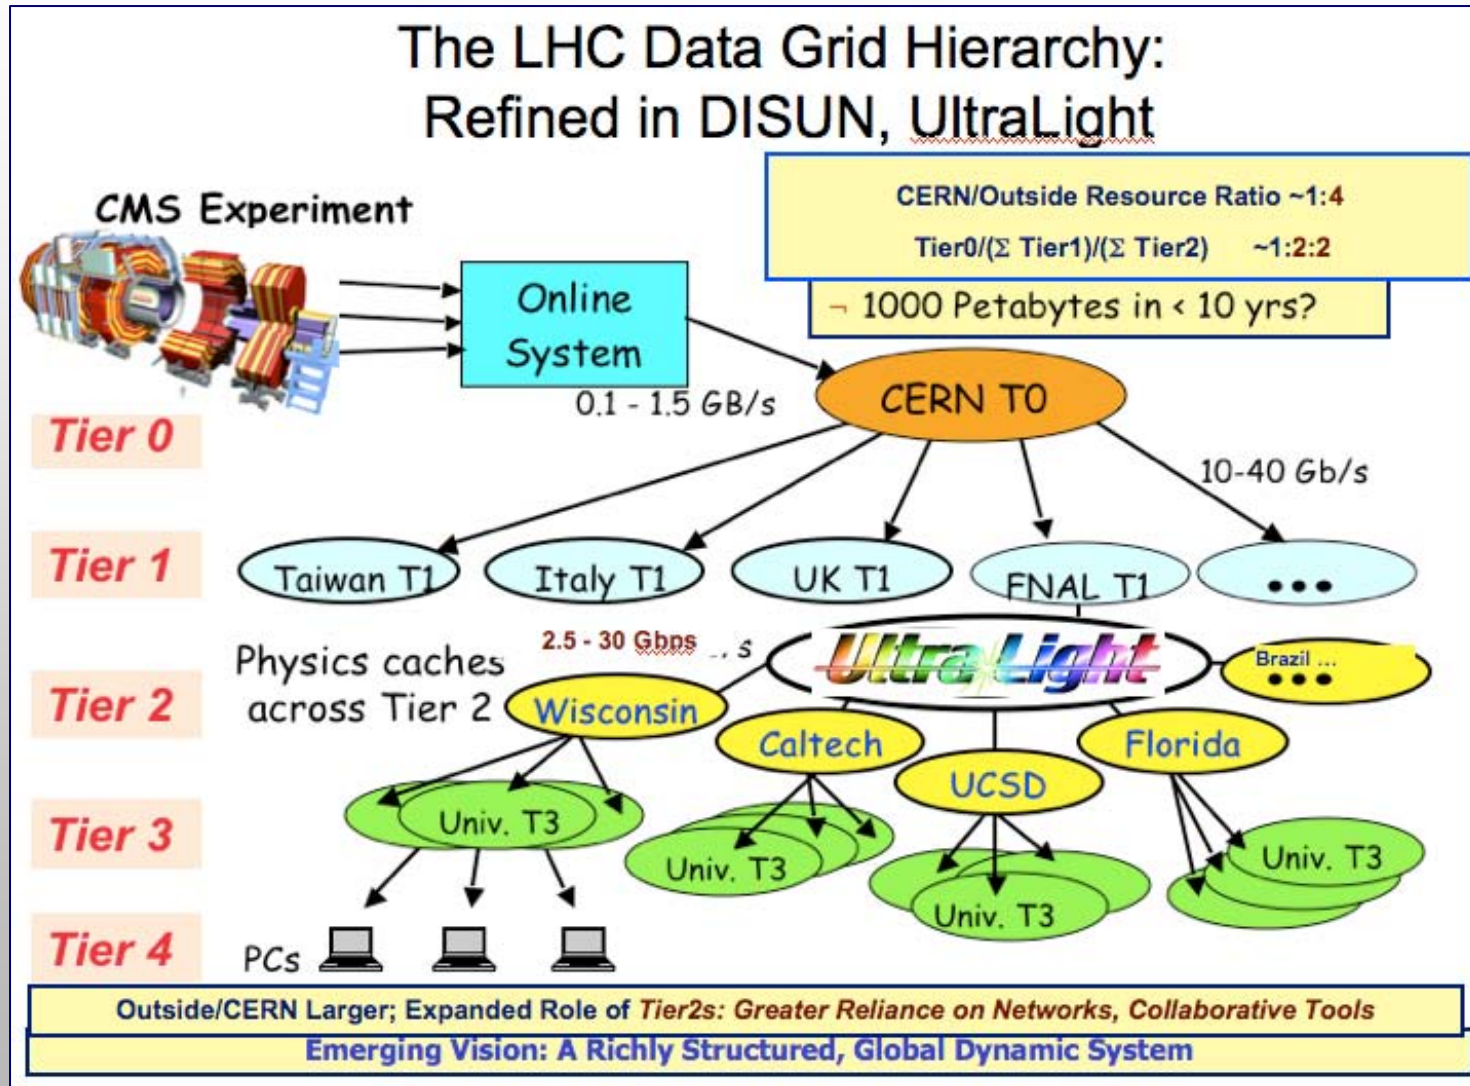 The LHC Data Grid Hierarchy:
Refined in DISUN, UltraLight
CMS Experiment
CERN/Outside Resource Ratio ~1:4
Tier0/(Σ Tier1)/(Σ Tier2) ~1:2:2
¬ 1000 Petabytes in < 10 yrs?
Online
System
0.1 - 1.5 GB/s
CERN T0
Tier 0
10-40 Gb/s
Tier 1
Taiwan T1
Italy T1
UK T1
FNAL T1
•••
2.5 - 30 Gbps
Physics caches
across Tier 2
UltraLight
Brazil ...
•••
Tier 2
Wisconsin
Caltech
UCSD
Florida
Tier 3
Univ. T3
Univ. T3
Univ. T3
Univ. T3
Tier 4
PCs
Outside/CERN Larger; Expanded Role of Tier2s: Greater Reliance on Networks, Collaborative Tools
Emerging Vision: A Richly Structured, Global Dynamic System